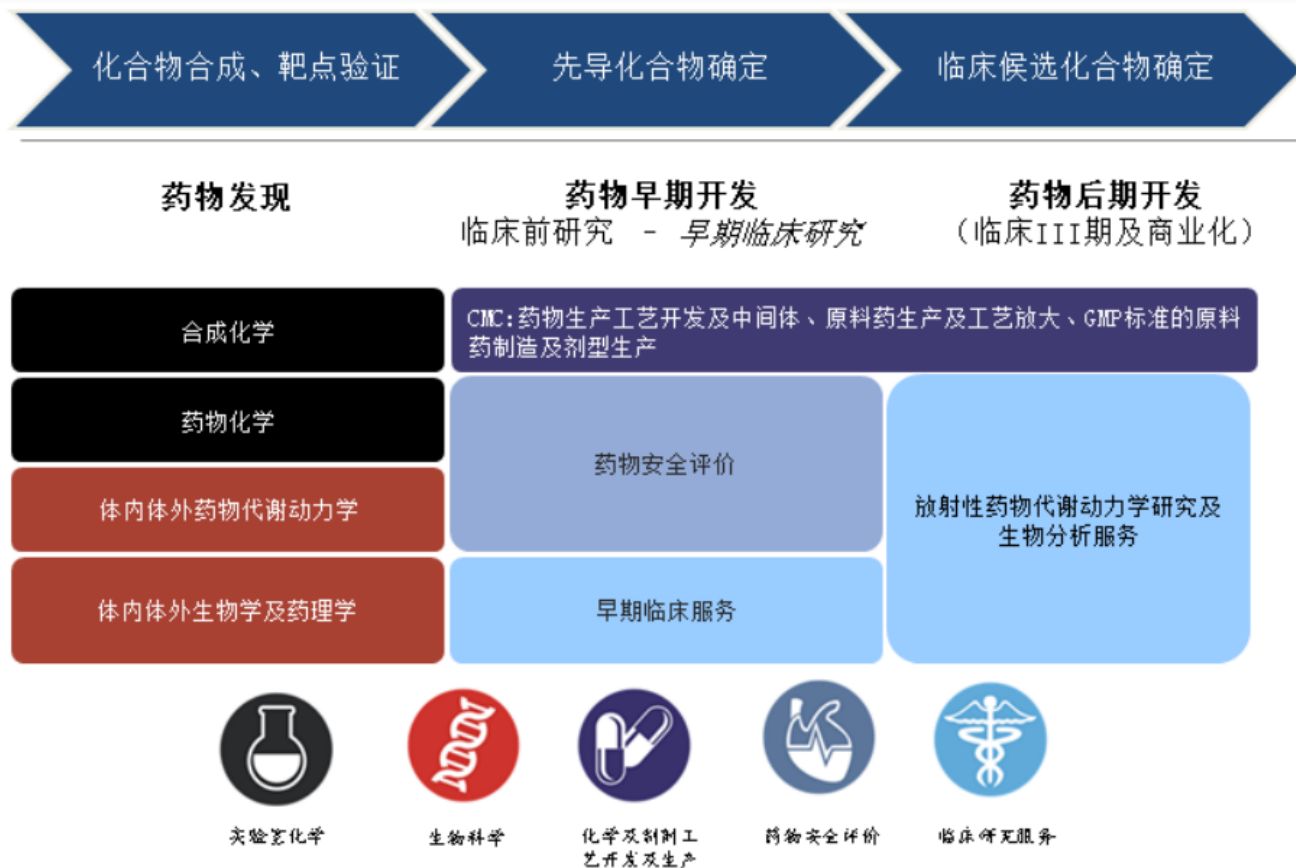 化合物合成、靶点验证
先导化合物确定
临床候选化合物确定
药物发现
药物早期开发
临床前研究 - 早期临床研究
药物后期开发
(临床III期及商业化)
合成化学
CMC:药物生产工艺开发及中间体、原料药生产及工艺放大、GMP标准的原料
药制造及剂型生产
药物化学
药物安全评价
体内体外药物代谢动力学
放射性药物代谢动力学研究及
生物分析服务
体内体外生物学及药理学
早期临床服务
实验室化学
生物科学
化学及制剂工
艺开发及生产
药物安全评价
临床研究服务